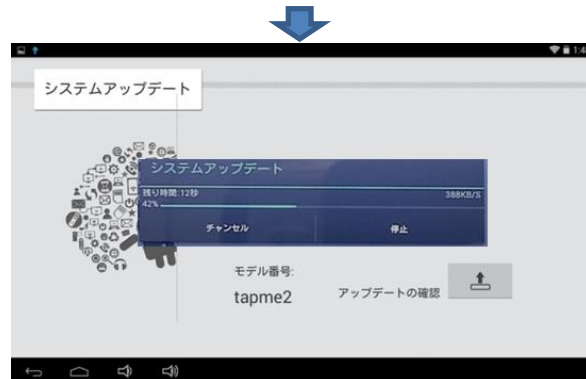 1:4
システムアップデート
システムアップデート
残り時間:12秒
388KB/S
42%
チャンセル
停止
モデル番号:
tapme2
アップデートの確認